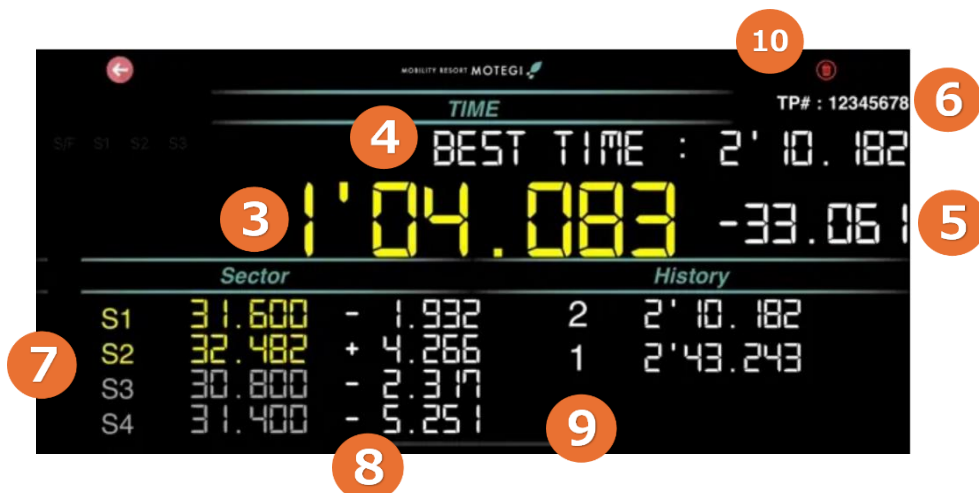 10
MOBILITY RESORT MOTEGI
TP# : 12345678
6
TIME
4
BEST TIME : 2'10.182
S/F S1 S2 S3
3
1'04.083
-33.061
5
Sector
History
S1 31.600 - 1.932
2 2'10.182
7
S2 32.482 + 4.266
1 2'43.243
S3 30.800 - 2.317
S4 31.400 - 5.251
9
8